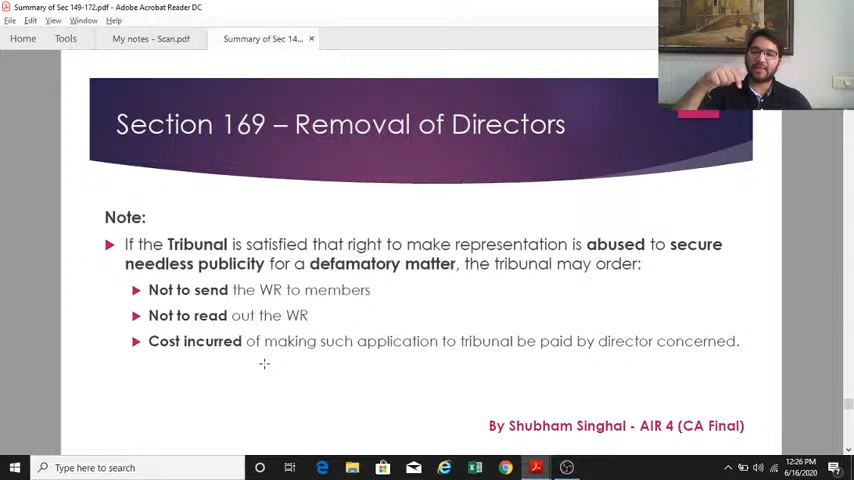 Summary of Sec 149-172.pdf - Adobe Acrobat Reader DC
File Edit View Window Help
Home Tools My notes - Scan.pdf Summary of Sec 14... ×
Section 169 – Removal of Directors
Note:
If the Tribunal is satisfied that right to make representation is abused to secure
needless publicity for a defamatory matter, the tribunal may order:
Not to send the WR to members
Not to read out the WR
Cost incurred of making such application to tribunal be paid by director concerned.
By Shubham Singhal - AIR 4 (CA Final)
Type here to search
12:26 PM
6/16/2020